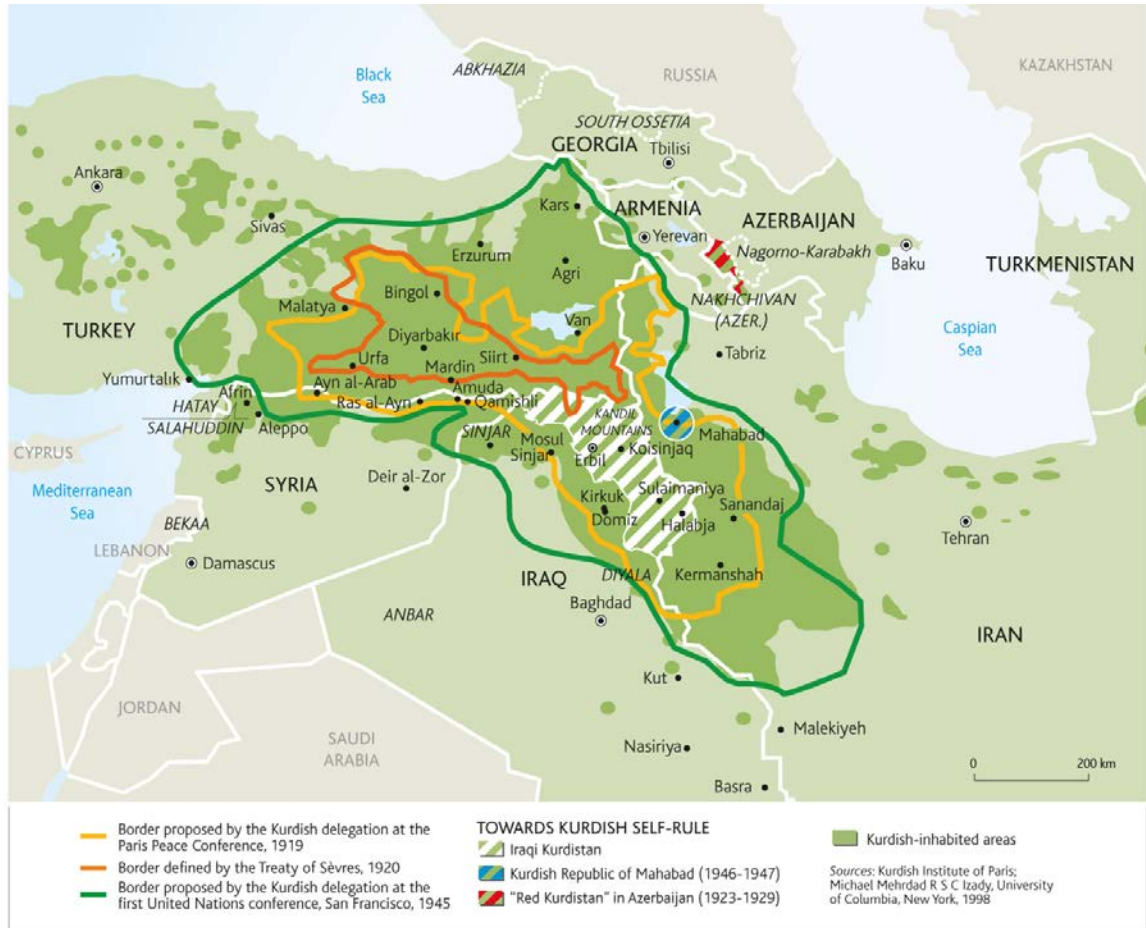 ABKHAZIA
RUSSIA
KAZAKHSTAN
Black
Sea
SOUTH OSSETIA
GEORGIA
Tbilisi
Ankara
Sivas
Kars
ARMENIA
AZERBAIJAN
Yerevan
Nagorno-Karabakh
Baku
TURKMENISTAN
Erzurum
Agri
NAKHCHIVAN
(AZER.)
Bingol
Malatya
TURKEY
Van
Caspian
Sea
Diyarbakır
Tabriz
Urfa
Siirt
Mardin
Yumurtalık
Ayn al-Arab
Amuda
Afrin
Ras al-Ayn
Qamishli
HATAY
SALAHUDDIN
Aleppo
KANDIL
MOUNTAINS
Mahabad
SINJAR
Mosul
Sinjar
Erbil
Koisinjaq
CYPRUS
SYRIA
Deir al-Zor
Mediterranean
Sea
Kirkuk
Domiz
Sulaimaniya
Sanandaj
Halabja
BEKAA
LEBANON
Tehran
Damascus
IRAQ
DIYALA
Kermanshah
Baghdad
ANBAR
IRAN
Kut
JORDAN
Malekiyeh
SAUDI
ARABIA
Nasiriya
Basra
0
200 km
Border proposed by the Kurdish delegation at the
Paris Peace Conference, 1919
Border defined by the Treaty of Sèvres, 1920
Border proposed by the Kurdish delegation at the
first United Nations conference, San Francisco, 1945
TOWARDS KURDISH SELF-RULE
Iraqi Kurdistan
Kurdish Republic of Mahabad (1946-1947)
"Red Kurdistan" in Azerbaijan (1923-1929)
Kurdish-inhabited areas
Sources: Kurdish Institute of Paris;
Michael Mehrdad R S C Izady, University
of Columbia, New York, 1998